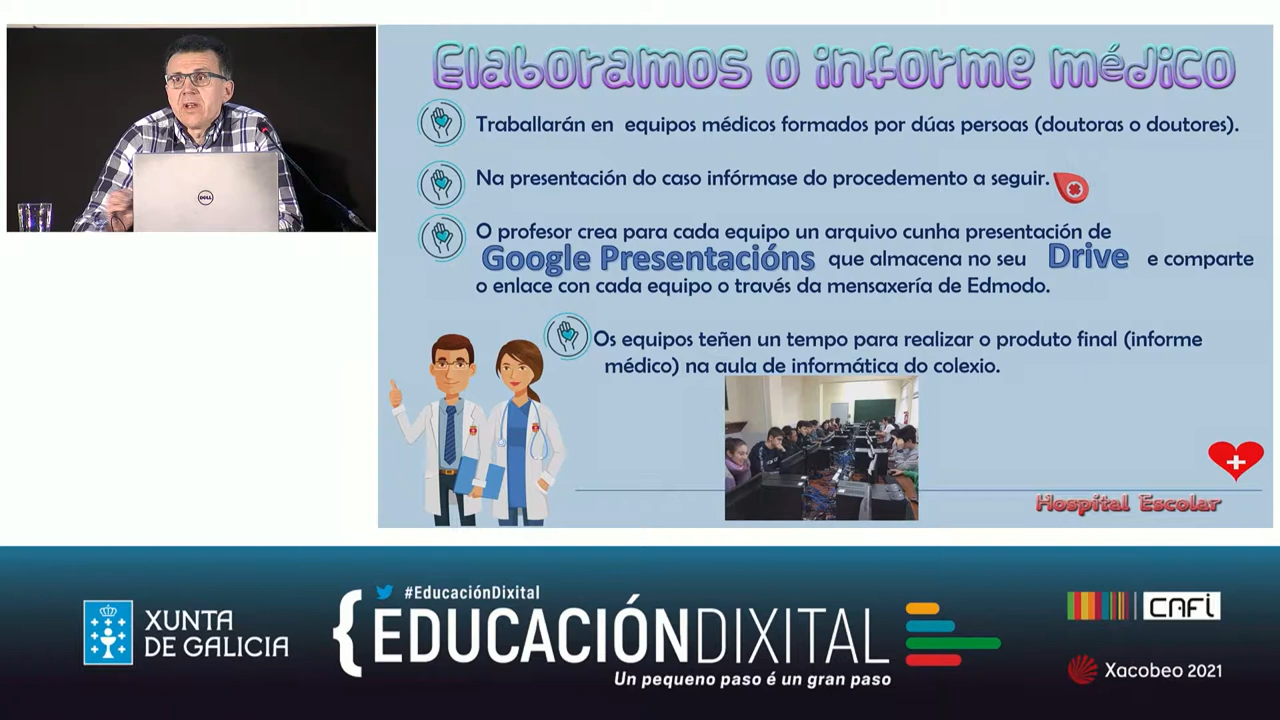 Elaboramos o informe médico
Traballarán en equipos médicos formados por dúas persoas (doutoras o doutores).
Na presentación do caso infórmase do procedemento a seguir.
O profesor crea para cada equipo un arquivo cunha presentación de
Google Presentacións que almacena no seu Drive e comparte
o enlace con cada equipo o través da mensaxería de Edmodo.
Os equipos teñen un tempo para realizar o produto final (informe
médico) na aula de informática do colexio.
Hospital Escolar
DELL
XUNTA
DE GALICIA
#EducaciónDixital
{EDUCACIÓNDIXITAL
Un pequeno paso é un gran paso
CAFI
Xacobeo 2021